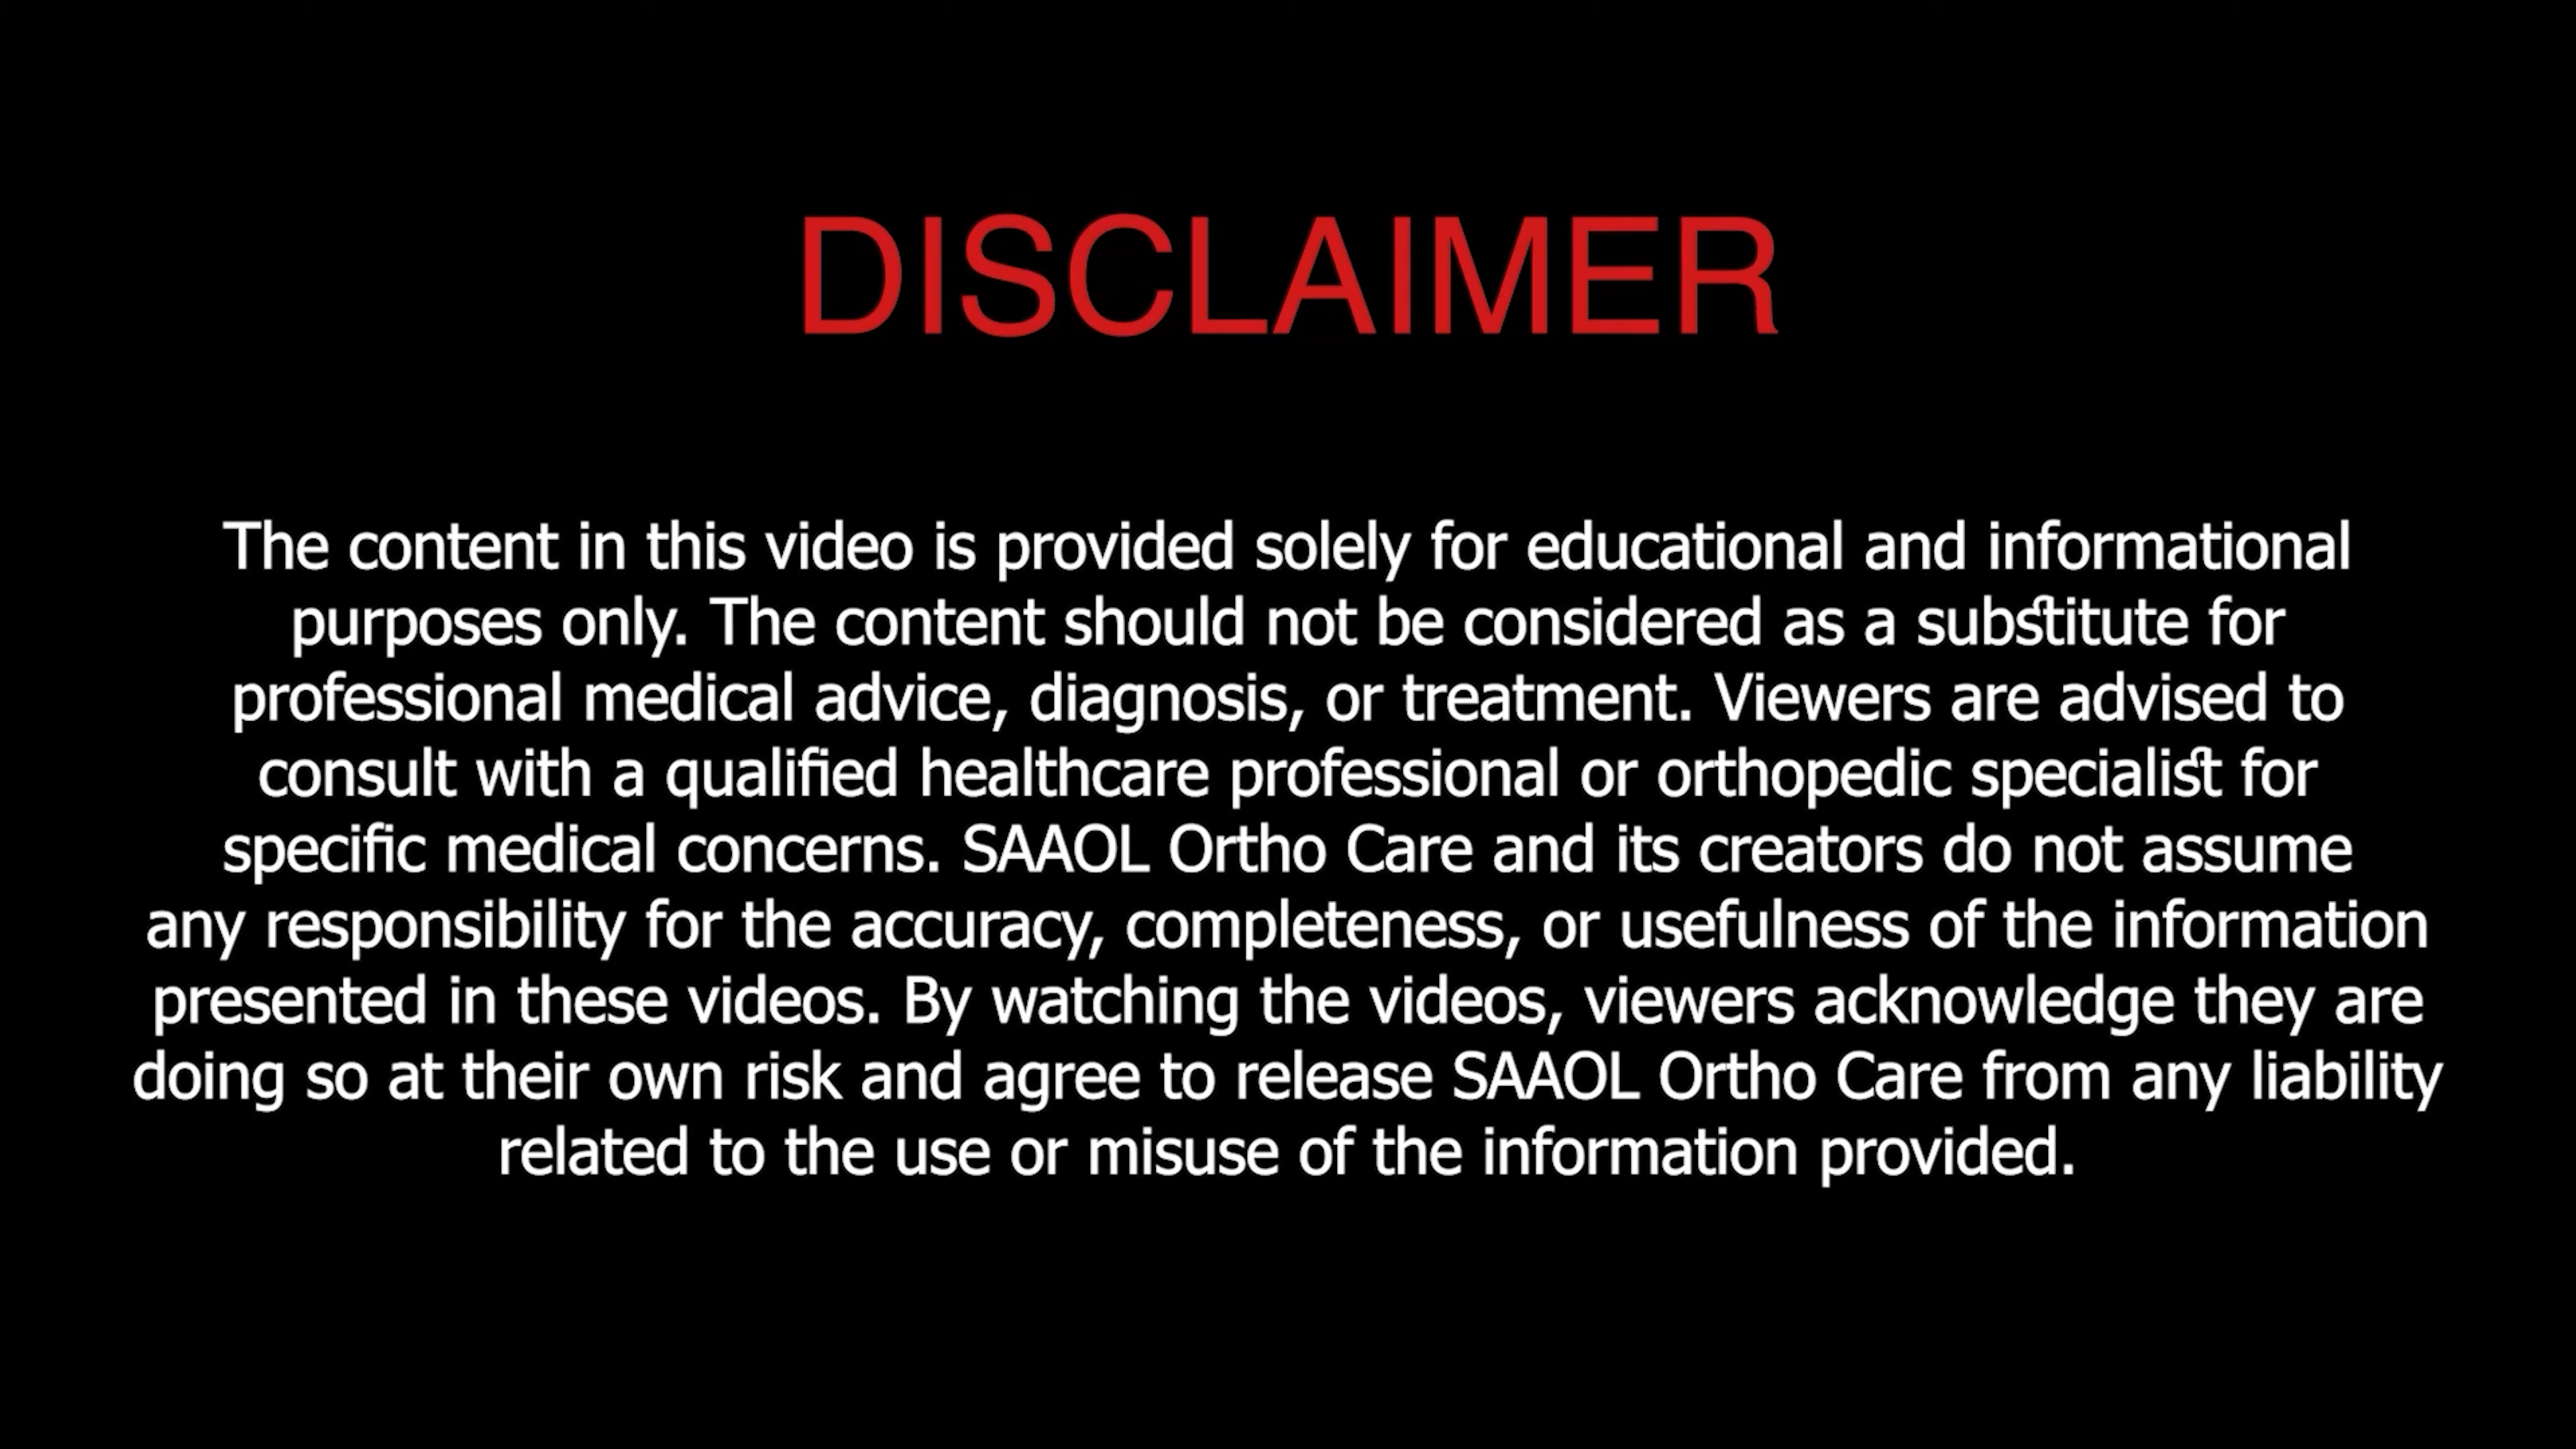 DISCLAIMER
The content in this video is provided solely for educational and informational
purposes only. The content should not be considered as a substitute for
professional medical advice, diagnosis, or treatment. Viewers are advised to
consult with a qualified healthcare professional or orthopedic specialist for
specific medical concerns. SAAOL Ortho Care and its creators do not assume
any responsibility for the accuracy, completeness, or usefulness of the information
presented in these videos. By watching the videos, viewers acknowledge they are
doing so at their own risk and agree to release SAAOL Ortho Care from any liability
related to the use or misuse of the information provided.